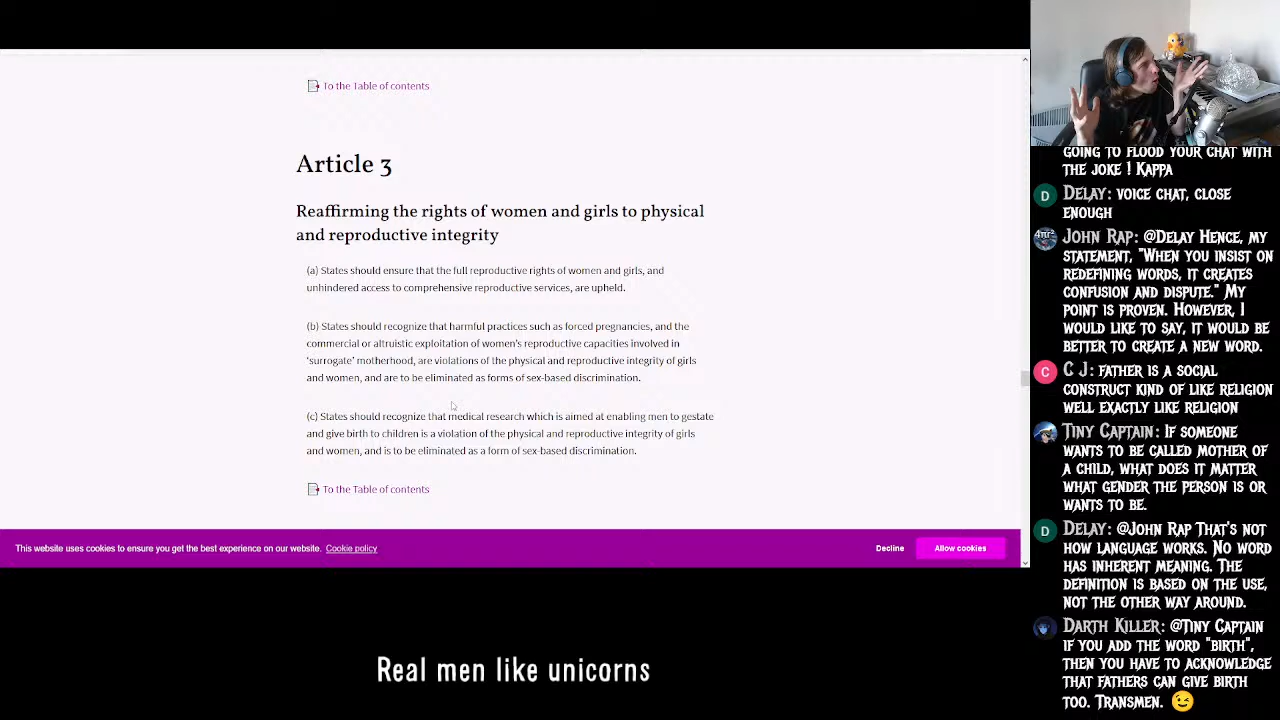 To the Table of contents
Article 3
Reaffirming the rights of women and girls to physical
and reproductive integrity
(a) States should ensure that the full reproductive rights of women and girls, and
unhindered access to comprehensive reproductive services, are upheld.
(b) States should recognize that harmful practices such as forced pregnancies, and the
commercial or altruistic exploitation of women's reproductive capacities involved in
'surrogate' motherhood, are violations of the physical and reproductive integrity of girls
and women, and are to be eliminated as forms of sex-based discrimination.
(c) States should recognize that medical research which is aimed at enabling men to gestate
and give birth to children is a violation of the physical and reproductive integrity of girls
and women, and is to be eliminated as a form of sex-based discrimination.
To the Table of contents
This website uses cookies to ensure you get the best experience on our website. Cookie policy
Decline
Allow cookies
Real men like unicorns
GOING TO FLOOD YOUR CHAT WITH
THE JOKE ! KAPPA
D
DELAY: VOICE CHAT, CLOSE
ENOUGH
JOHN RAP: @DELAY HENCE, MY
STATEMENT, "WHEN YOU INSIST ON
REDEFINING WORDS, IT CREATES
CONFUSION AND DISPUTE." MY
POINT IS PROVEN. HOWEVER, I
WOULD LIKE TO SAY, IT WOULD BE
BETTER TO CREATE A NEW WORD.
C
C J: FATHER IS A SOCIAL
CONSTRUCT KIND OF LIKE RELIGION
WELL EXACTLY LIKE RELIGION
TINY CAPTAIN: IF SOMEONE
WANTS TO BE CALLED MOTHER OF
A CHILD, WHAT DOES IT MATTER
WHAT GENDER THE PERSON IS OR
WANTS TO BE.
D
DELAY: @JOHN RAP THAT'S NOT
HOW LANGUAGE WORKS. NO WORD
HAS INHERENT MEANING. THE
DEFINITION IS BASED ON THE USE,
NOT THE OTHER WAY AROUND.
DARTH KILLER: @TINY CAPTAIN
IF YOU ADD THE WORD "BIRTH",
THEN YOU HAVE TO ACKNOWLEDGE
THAT FATHERS CAN GIVE BIRTH
TOO. TRANSMEN. 😉